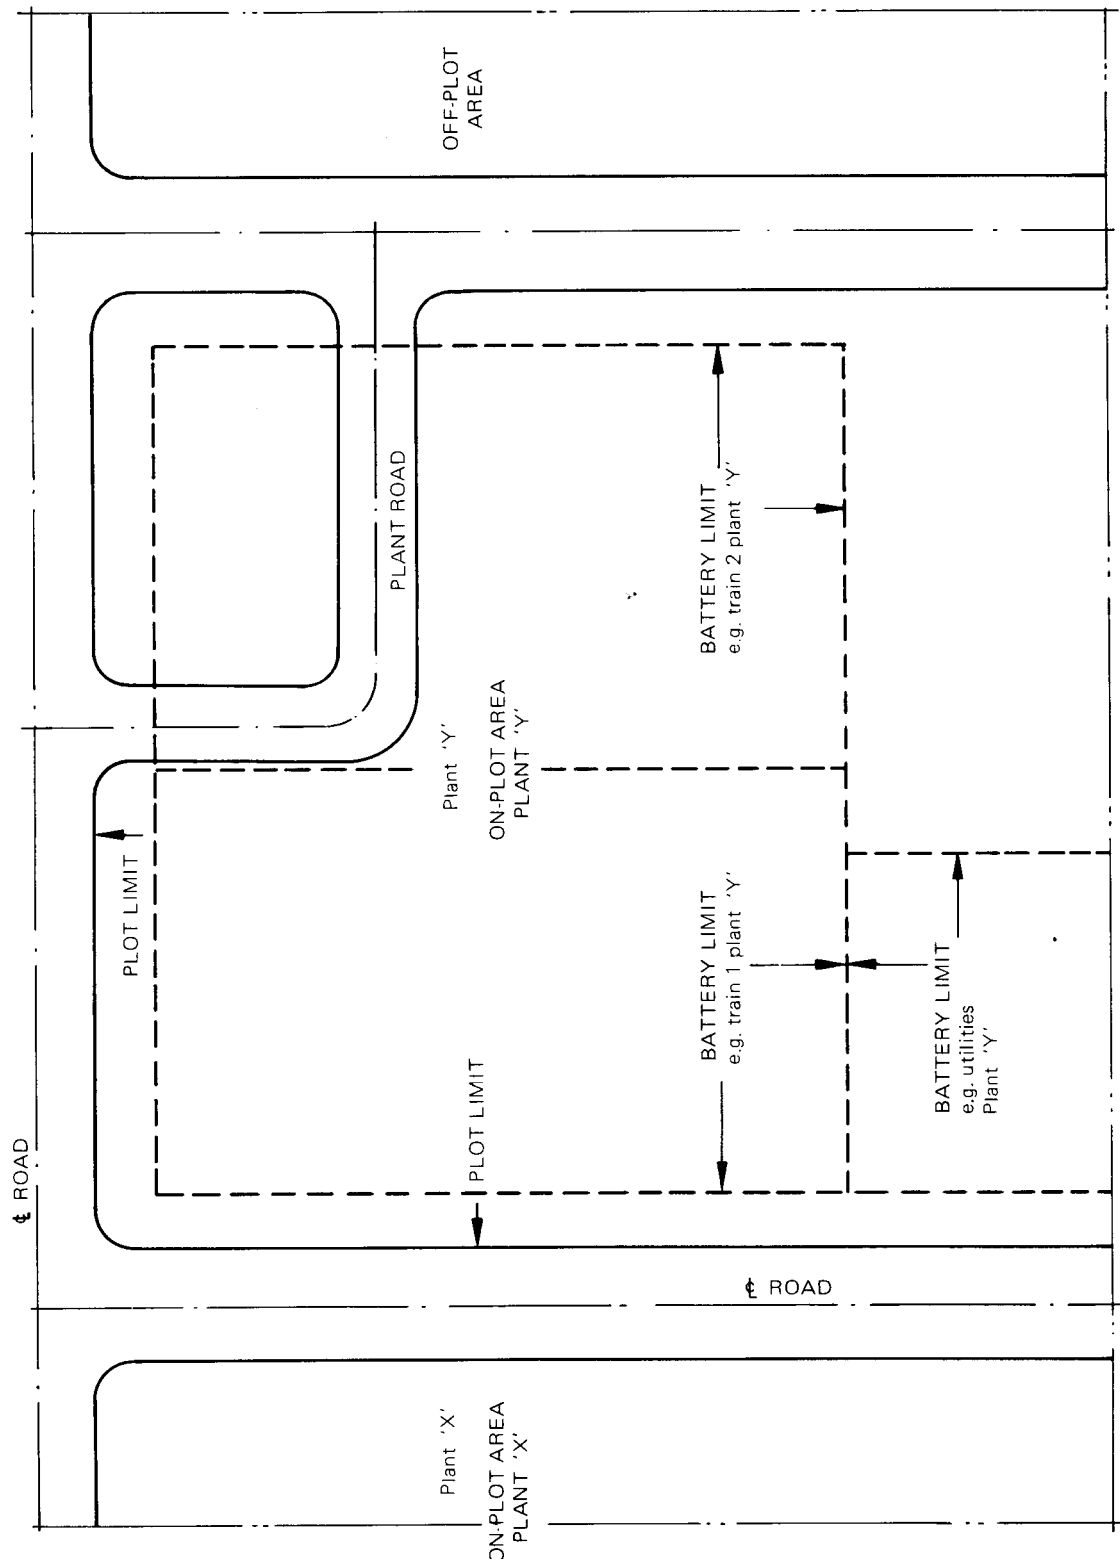 ℄ ROAD
PLOT LIMIT
OFF-PLOT
AREA
PLANT ROAD
Plant 'X'
ON-PLOT AREA
PLANT 'X'
PLOT LIMIT
Plant 'Y'
ON-PLOT AREA
PLANT 'Y'
℄ ROAD
BATTERY LIMIT
e.g. train 1 plant 'Y'
BATTERY LIMIT
e.g. train 2 plant 'Y'
BATTERY LIMIT
e.g. utilities
Plant 'Y'